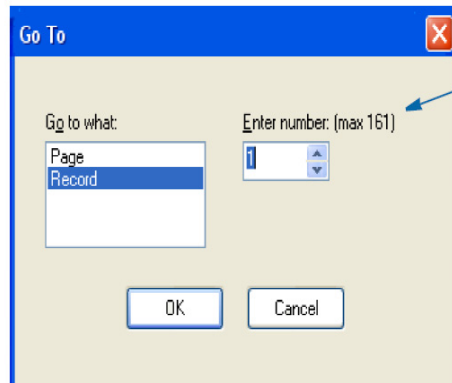 Go To
Go to what:
Enter number: (max 161)
Page
Record
1
OK
Cancel